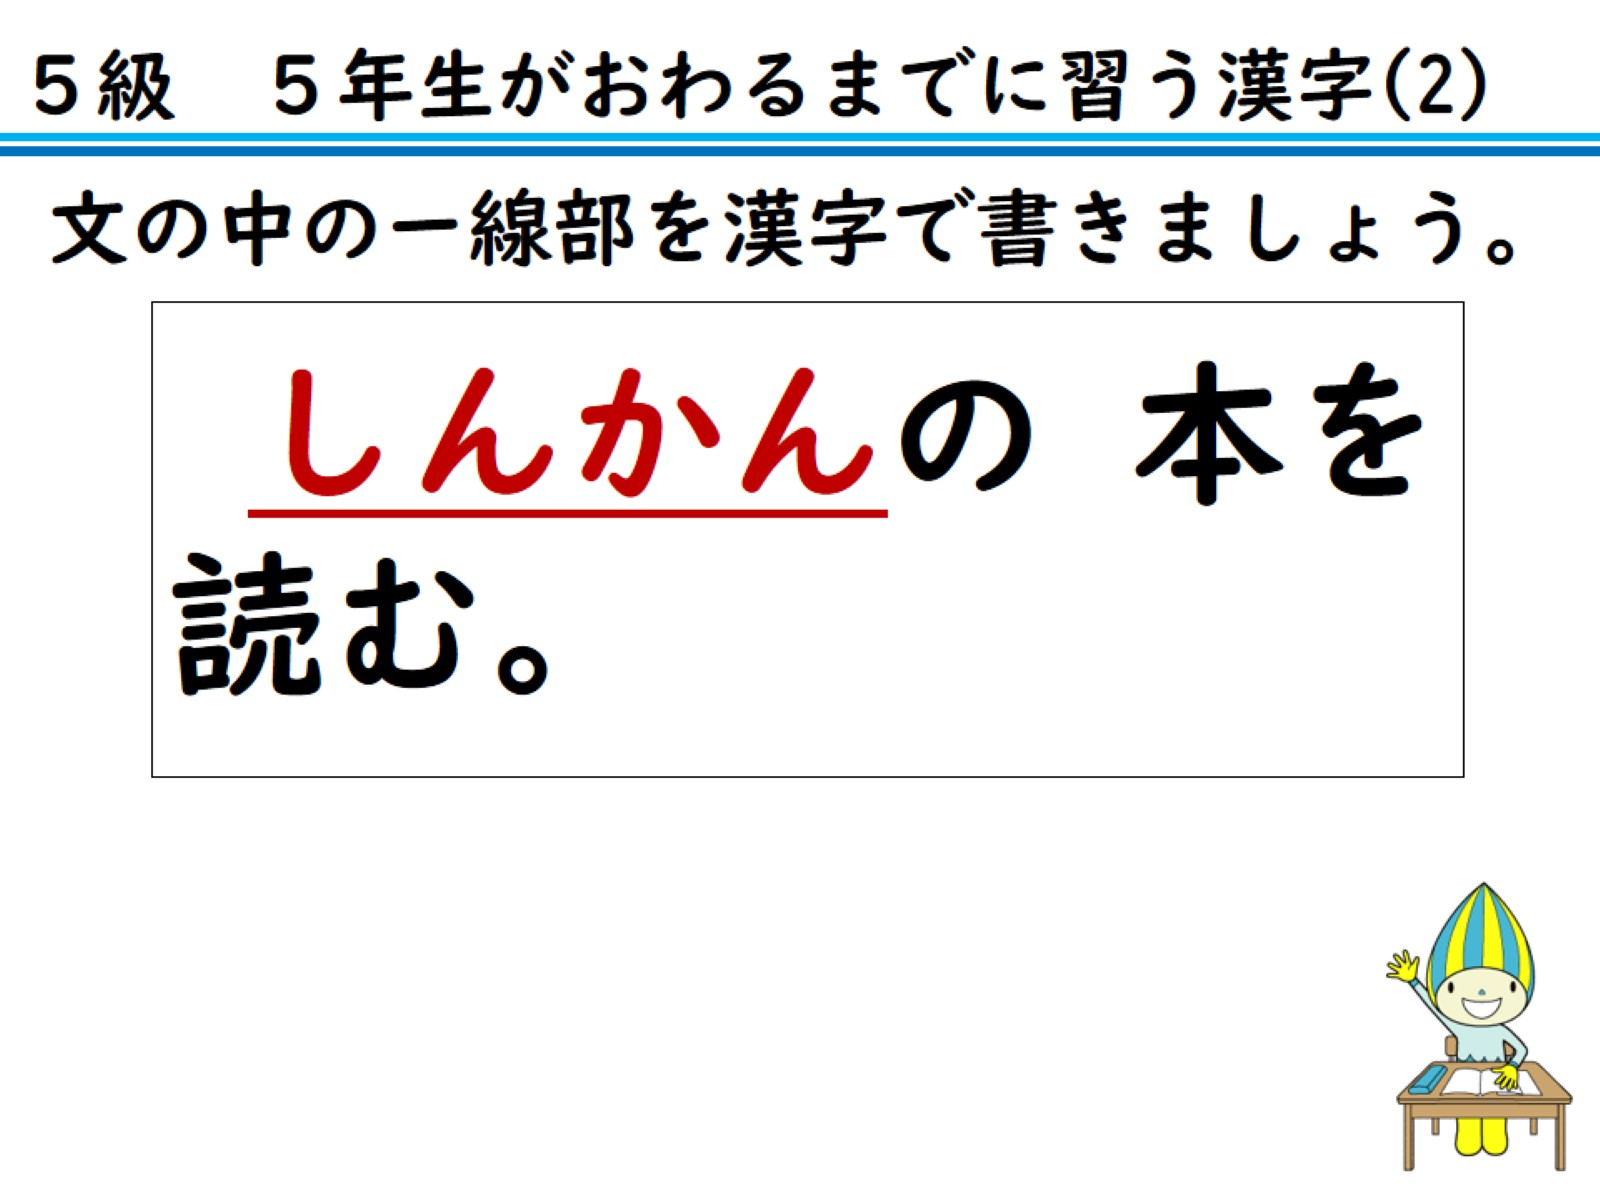 ５級　５年生がおわるまでに習う漢字(2)
文の中の一線部を漢字で書きましょう。
しんかんの 本を
読む。